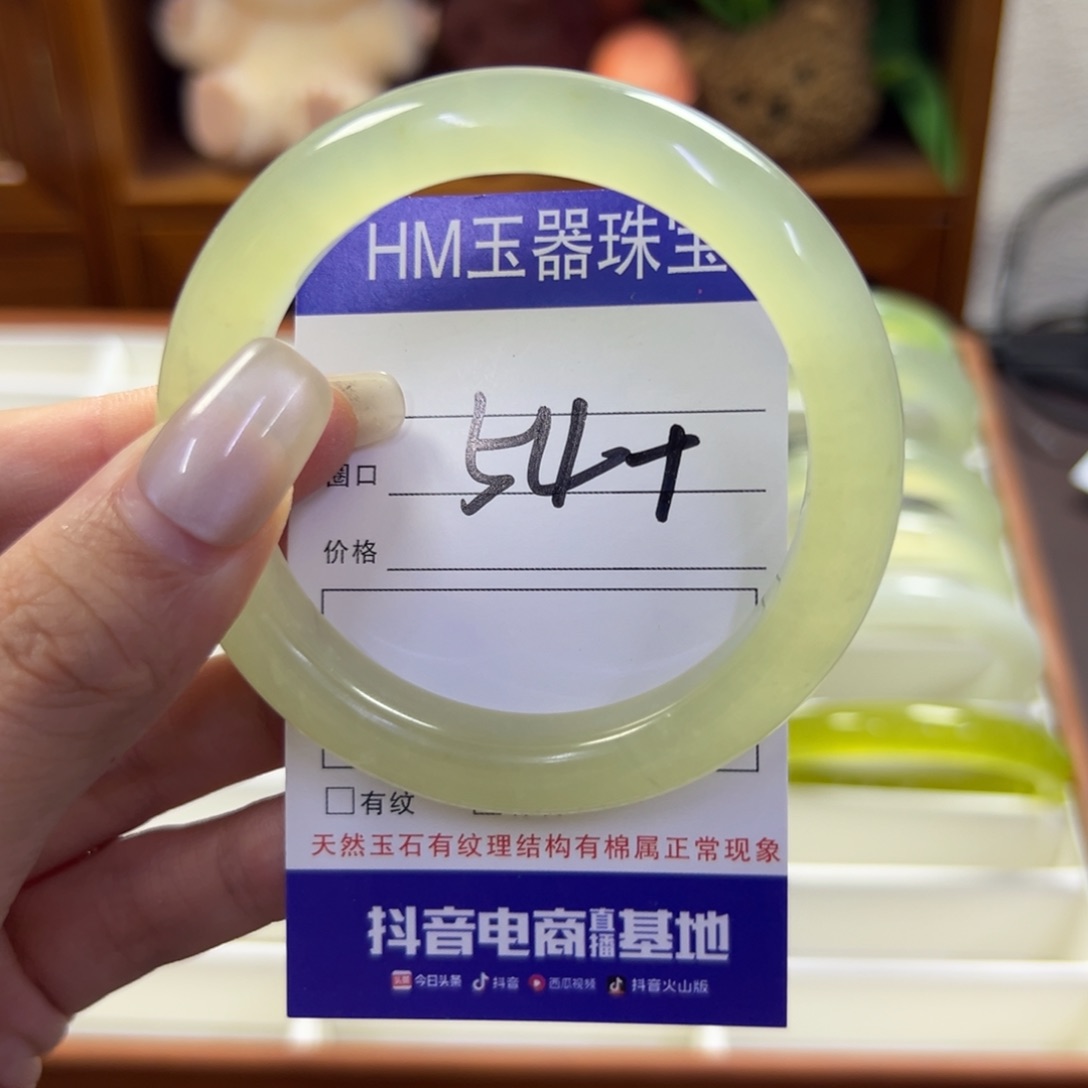 HM玉器珠宝
54+
圈口
价格
有纹
天然玉石有纹理结构有棉属正常现象
抖音电商直播基地
头条 今日头条 抖音 西瓜视频 抖音火山版